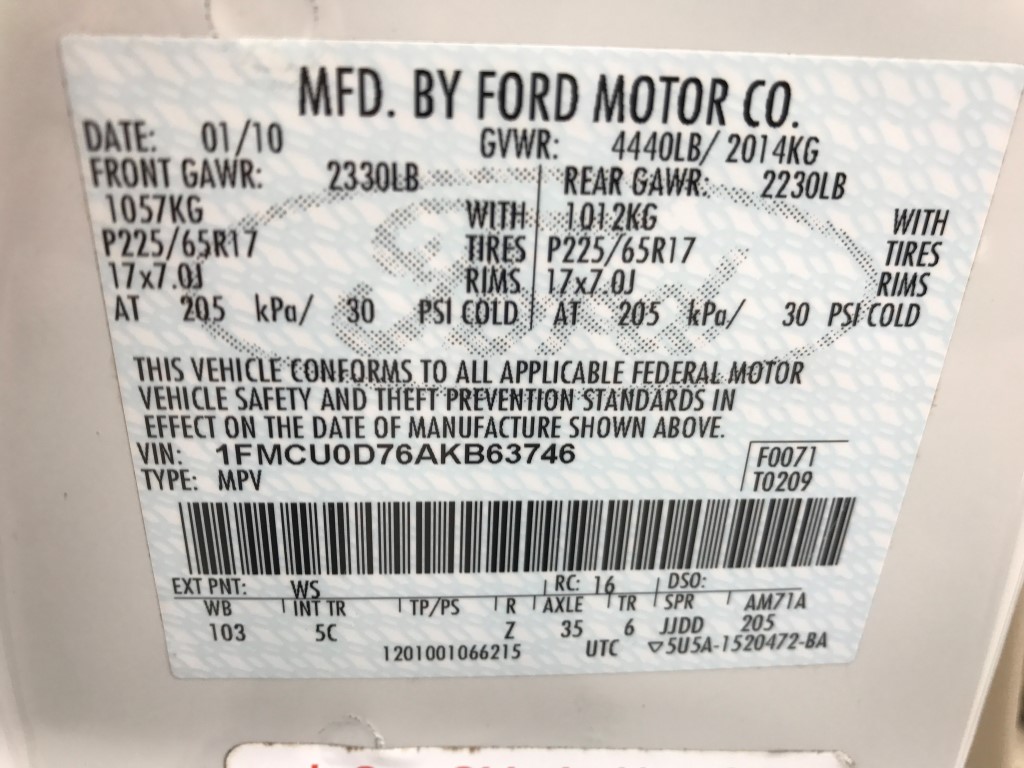 MFD. BY FORD MOTOR CO.
DATE: 01/10 GVWR: 4440LB/ 2014KG
FRONT GAWR: 2330LB REAR GAWR: 2230LB
1057KG WITH 1012KG WITH
P225/65R17 TIRES P225/65R17 TIRES
17x7.0J RIMS 17x7.0J RIMS
AT 205 kPa/ 30 PSI COLD AT 205 kPa/ 30 PSI COLD
THIS VEHICLE CONFORMS TO ALL APPLICABLE FEDERAL MOTOR
VEHICLE SAFETY AND THEFT PREVENTION STANDARDS IN
EFFECT ON THE DATE OF MANUFACTURE SHOWN ABOVE.
VIN: 1FMCU0D76AKB63746 F0071
TYPE: MPV T0209
EXT PNT: WS RC: 16 DSO:
WB INT TR TP/PS R AXLE TR SPR AM71A
103 5C Z 35 6 JJDD 205
1201001066215 UTC ▽5U5A-1520472-BA